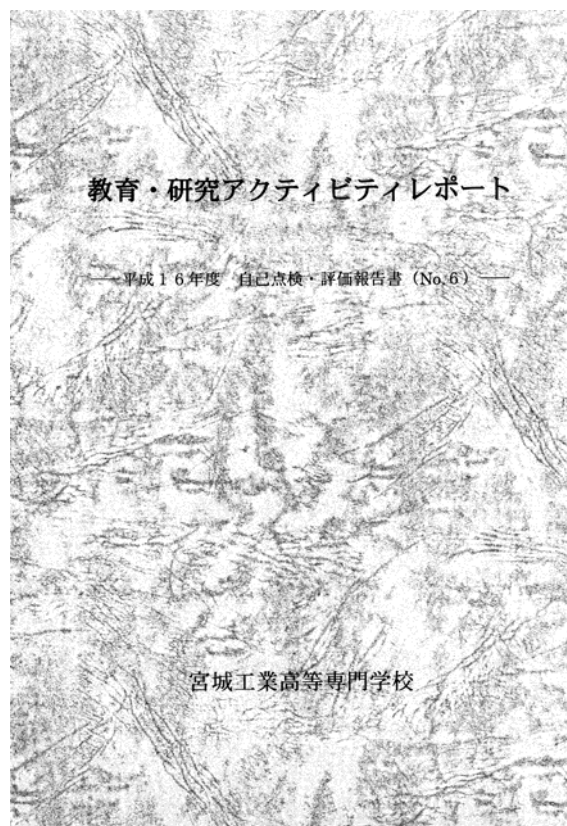 教育・研究アクティビティレポート
――平成１６年度　自己点検・評価報告書（No.６）――
宮城工業高等専門学校